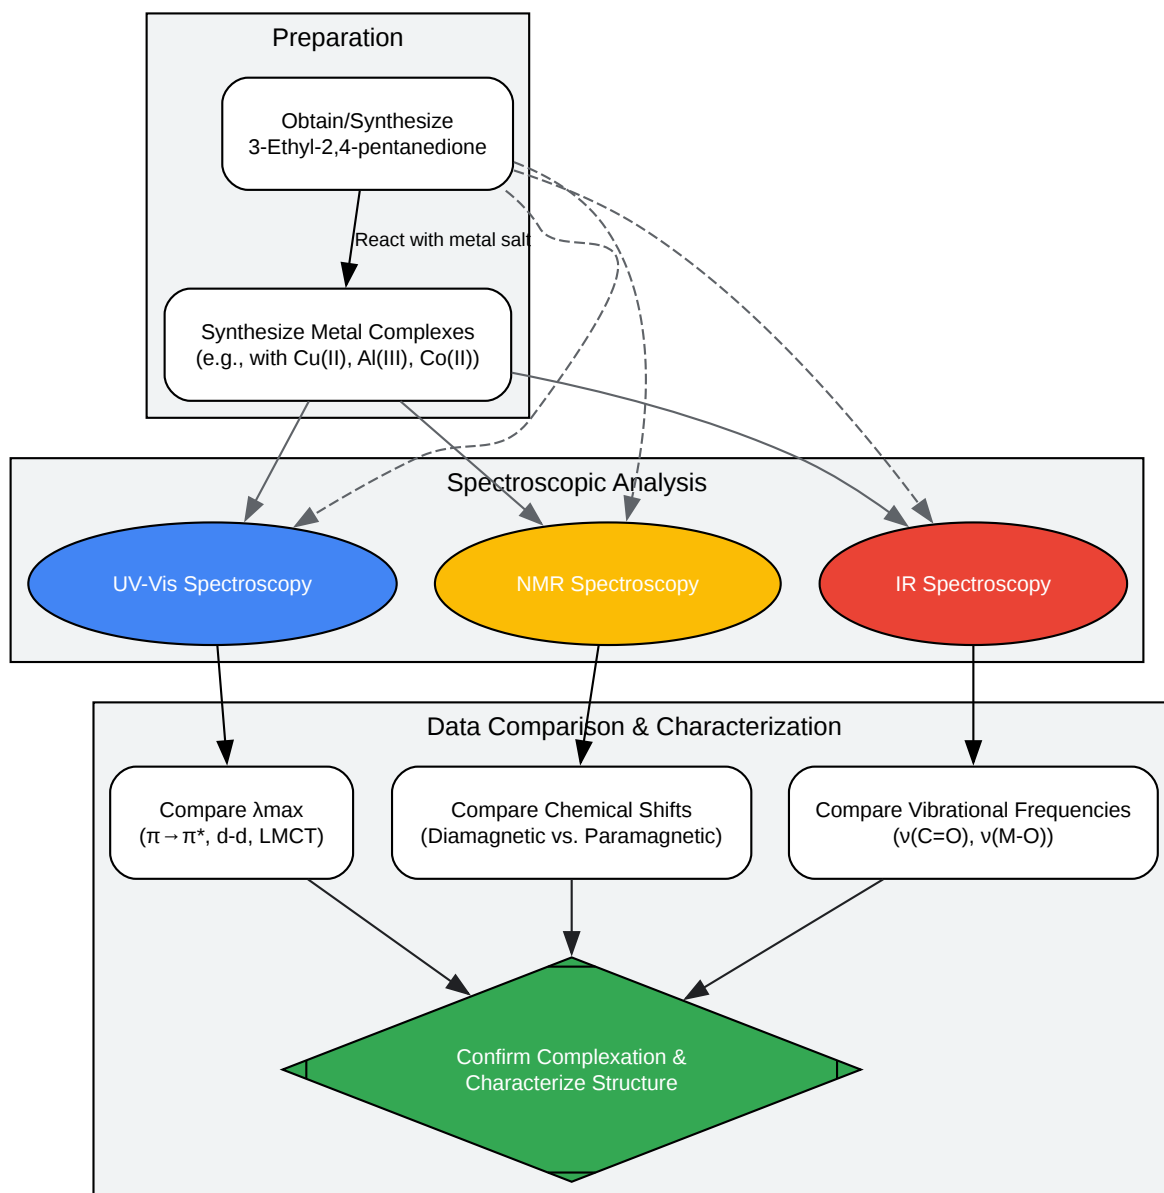 Preparation
Obtain/Synthesize
3-Ethyl-2,4-pentanedione
React with metal salt
Synthesize Metal Complexes
(e.g., with Cu(II), Al(III), Co(II))
Spectroscopic Analysis
UV-Vis Spectroscopy
NMR Spectroscopy
IR Spectroscopy
Data Comparison & Characterization
Compare λmax
(π→π*, d-d, LMCT)
Compare Chemical Shifts
(Diamagnetic vs. Paramagnetic)
Compare Vibrational Frequencies
(ν(C=O), ν(M-O))
Confirm Complexation &
Characterize Structure